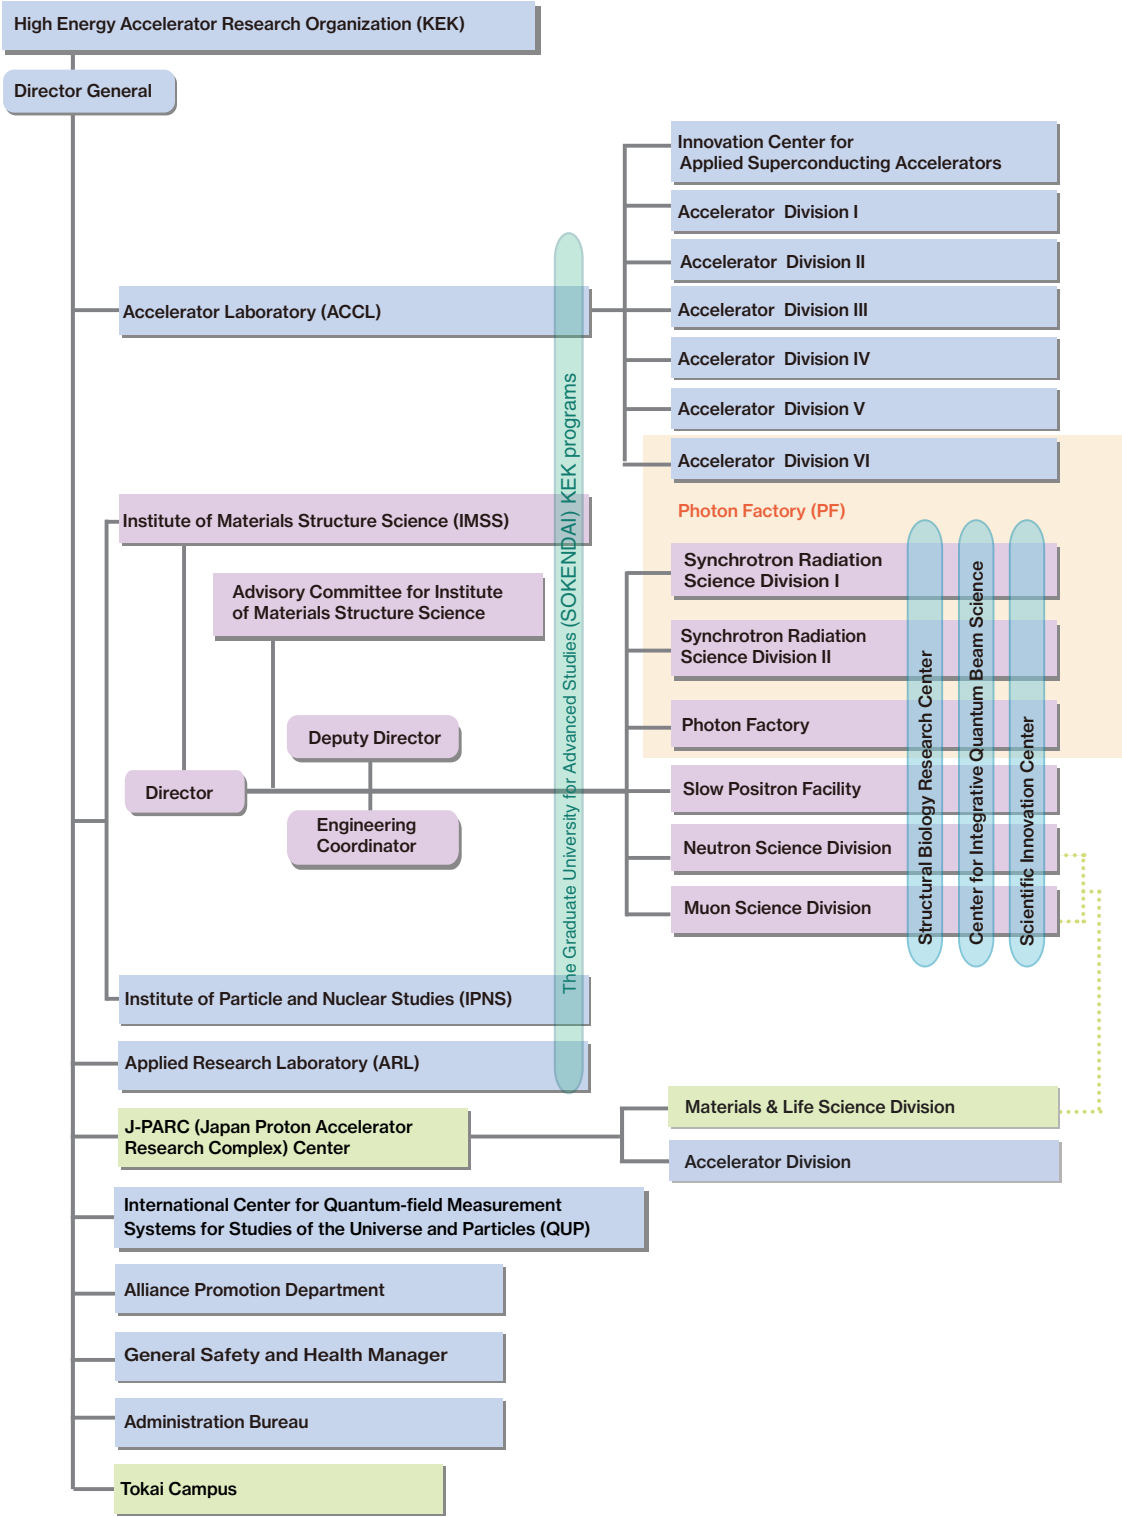 High Energy Accelerator Research Organization (KEK)
Director General
Innovation Center for
Applied Superconducting Accelerators
Accelerator Division I
Accelerator Division II
Accelerator Laboratory (ACCL)
Accelerator Division III
Accelerator Division IV
Accelerator Division V
Accelerator Division VI
Photon Factory (PF)
Institute of Materials Structure Science (IMSS)
Advisory Committee for Institute
of Materials Structure Science
Synchrotron Radiation
Science Division I
Synchrotron Radiation
Science Division II
Photon Factory
Deputy Director
Director
Engineering
Coordinator
Slow Positron Facility
Neutron Science Division
Muon Science Division
The Graduate University for Advanced Studies (SOKENDAI) KEK programs
Structural Biology Research Center
Center for Integrative Quantum Beam Science
Scientific Innovation Center
Institute of Particle and Nuclear Studies (IPNS)
Applied Research Laboratory (ARL)
J-PARC (Japan Proton Accelerator
Research Complex) Center
Materials & Life Science Division
Accelerator Division
International Center for Quantum-field Measurement
Systems for Studies of the Universe and Particles (QUP)
Alliance Promotion Department
General Safety and Health Manager
Administration Bureau
Tokai Campus